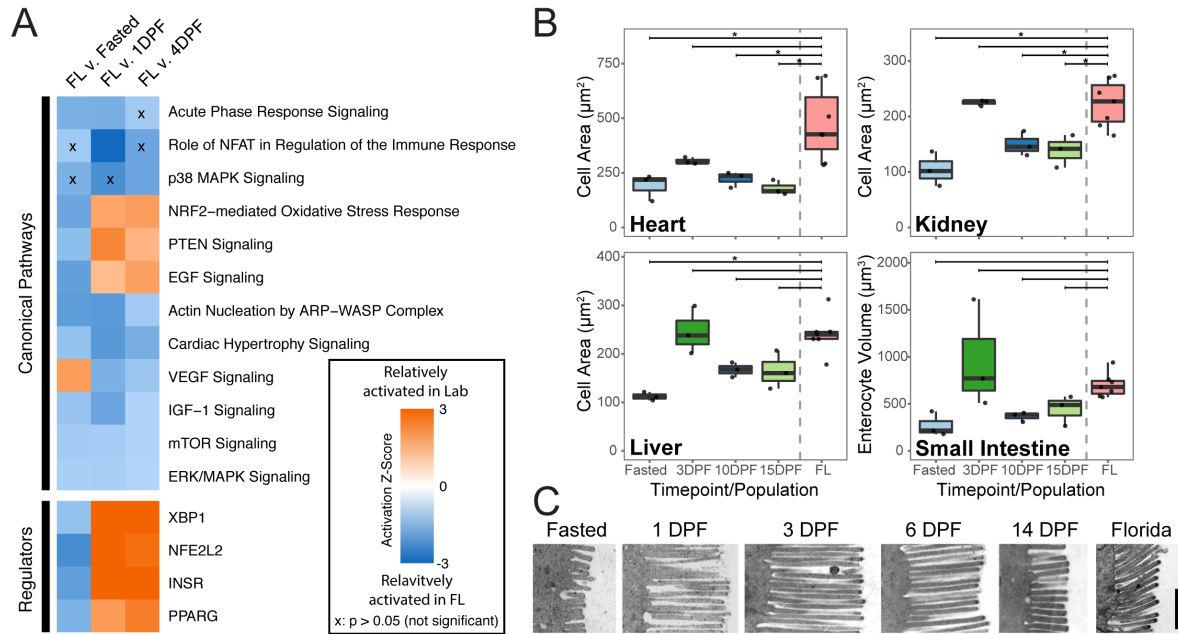 A
FL v. Fasted
FL v. 1DPF
FL v. 4DPF
Canonical Pathways
x
Acute Phase Response Signaling
x
x
Role of NFAT in Regulation of the Immune Response
x
x
p38 MAPK Signaling
NRF2−mediated Oxidative Stress Response
PTEN Signaling
EGF Signaling
Actin Nucleation by ARP−WASP Complex
Cardiac Hypertrophy Signaling
VEGF Signaling
IGF−1 Signaling
mTOR Signaling
ERK/MAPK Signaling
Regulators
XBP1
NFE2L2
INSR
PPARG
Relatively
activated in Lab
Activation Z-Score
3
0
-3
Relavitvely
activated in FL
x: p > 0.05 (not significant)
B
Cell Area (µm²)
750
500
250
0
*
*
*
*
Heart
Cell Area (µm²)
300
200
100
0
*
*
*
*
Kidney
Cell Area (µm²)
400
300
200
100
0
*
Liver
Fasted 3DPF 10DPF 15DPF FL
Timepoint/Population
Enterocyte Volume (µm³)
2000
1500
1000
500
0
Small Intestine
Fasted 3DPF 10DPF 15DPF FL
Timepoint/Population
C
Fasted 1 DPF 3 DPF 6 DPF 14 DPF Florida